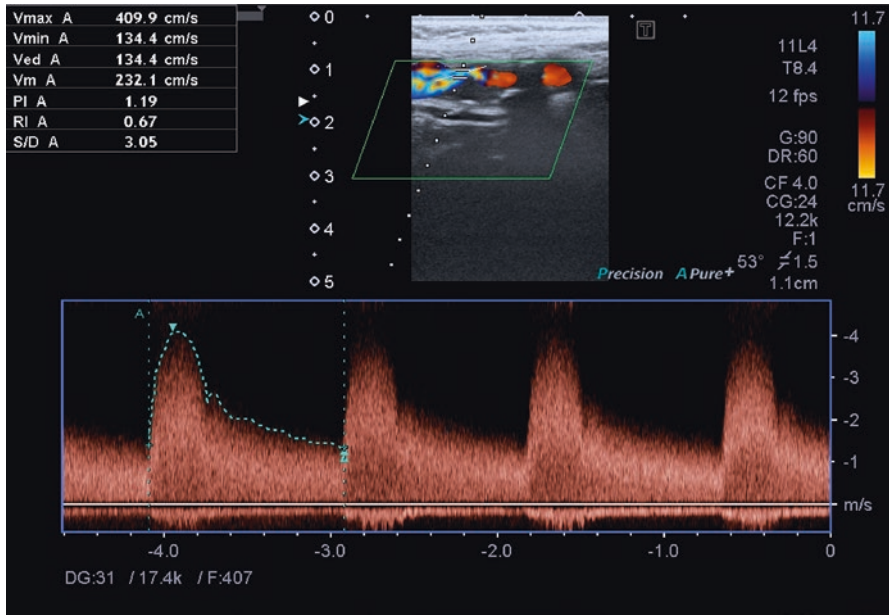 Vmax A 409.9 cm/s
Vmin A 134.4 cm/s
Ved A 134.4 cm/s
Vm A 232.1 cm/s
PI A 1.19
RI A 0.67
S/D A 3.05
0
1
2
3
4
5
T
11.7
11L4
T8.4
12 fps
G:90
DR:60
CF 4.0
CG:24
12.2k
F:1
53° 1.5
1.1cm
11.7
cm/s
Precision APure+
A
-4
-3
-2
-1
m/s
-4.0 -3.0 -2.0 -1.0 0
DG:31 / 17.4k / F:407